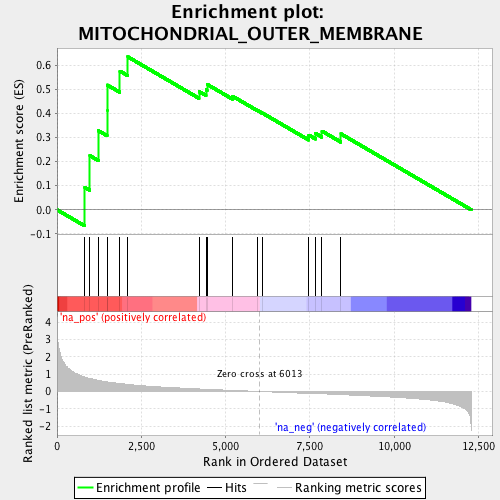 Enrichment plot:
MITOCHONDRIAL_OUTER_MEMBRANE
Enrichment score (ES)
0.6
0.5
0.4
0.3
0.2
0.1
0.0
-0.1
'na_pos' (positively correlated)
Ranked list metric (PreRanked)
4
3
2
1
0
-1
-2
Zero cross at 6013
'na_neg' (negatively correlated)
0 2,500 5,000 7,500 10,000 12,500
Rank in Ordered Dataset
Enrichment profile Hits Ranking metric scores